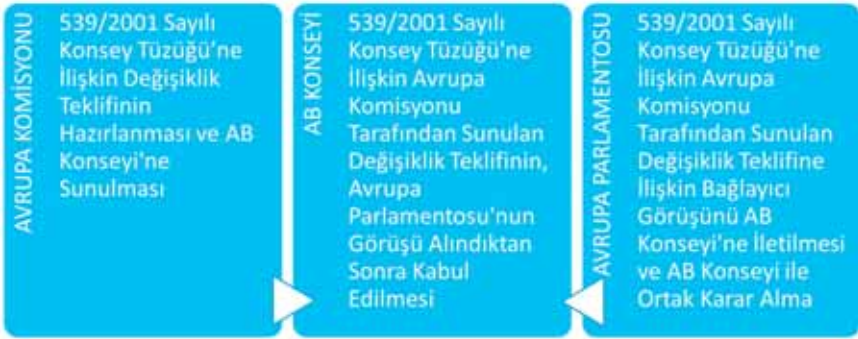 AVRUPA KOMİSYONU
539/2001 Sayılı
Konsey Tüzüğü'ne
İlişkin Değişiklik
Teklifinin
Hazırlanması ve AB
Konseyi'ne
Sunulması
AB KONSEYİ
539/2001 Sayılı
Konsey Tüzüğü'ne
İlişkin Avrupa
Komisyonu
Tarafından Sunulan
Değişiklik Teklifinin,
Avrupa
Parlamentosu'nun
Görüşü Alındıktan
Sonra Kabul
Edilmesi
AVRUPA PARLAMENTOSU
539/2001 Sayılı
Konsey Tüzüğü'ne
İlişkin Avrupa
Komisyonu
Tarafından Sunulan
Değişiklik Teklifine
İlişkin Bağlayıcı
Görüşünü AB
Konseyi'ne İletilmesi
ve AB Konseyi ile
Ortak Karar Alma